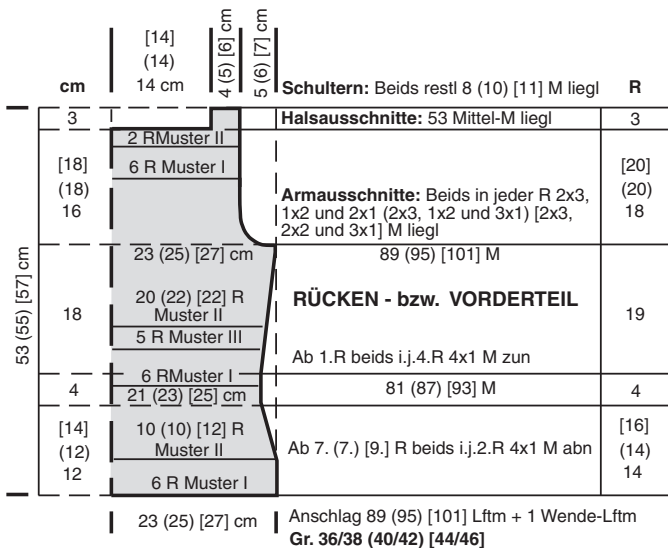 [14]
(14)
14 cm
4 (5) [6] cm
5 (6) [7] cm
cm
Schultern: Beids restl 8 (10) [11] M liegl
R
3
Halsausschnitte: 53 Mittel-M liegl
3
2 RMuster II
6 R Muster I
[18]
(18)
16
Armausschnitte: Beids in jeder R 2x3,
1x2 und 2x1 (2x3, 1x2 und 3x1) [2x3,
2x2 und 3x1] M liegl
[20]
(20)
18
53 (55) [57] cm
23 (25) [27] cm
89 (95) [101] M
18
20 (22) [22] R
Muster II
5 R Muster III
RÜCKEN - bzw. VORDERTEIL
Ab 1.R beids i.j.4.R 4x1 M zun
19
6 RMuster I
4
21 (23) [25] cm
81 (87) [93] M
4
[14]
(12)
12
10 (10) [12] R
Muster II
6 R Muster I
Ab 7. (7.) [9.] R beids i.j.2.R 4x1 M abn
[16]
(14)
14
23 (25) [27] cm
Anschlag 89 (95) [101] Lftm + 1 Wende-Lftm
Gr. 36/38 (40/42) [44/46]